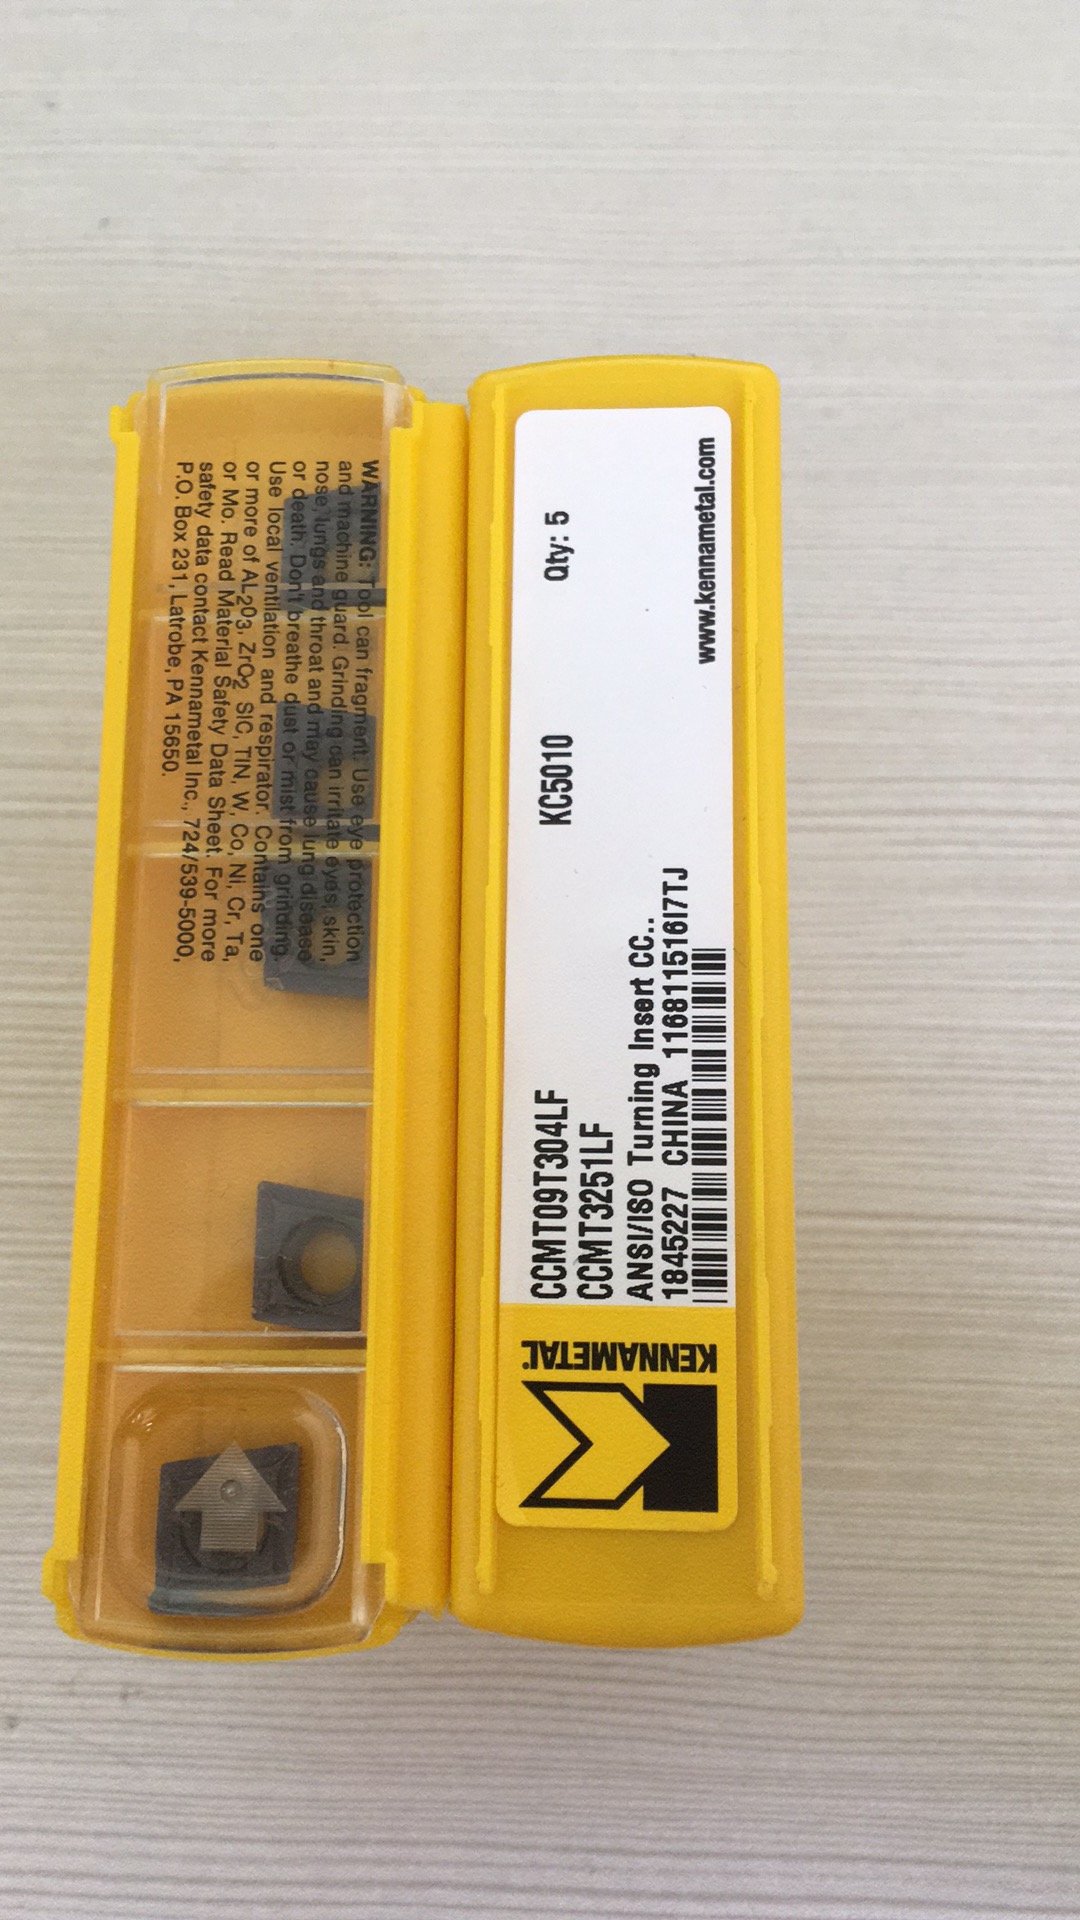 WARNING: Tool can fragment. Use eye protection
and machine guard. Grinding can irritate eyes, skin,
nose, lungs and throat and may cause lung disease
or death. Don't breathe dust or mist from grinding.
Use local ventilation and respirator. Contains one
or more of AL2O3, ZrO2 SIC, TIN, W, Co, Ni, Cr, Ta,
or Mo. Read Material Safety Data Sheet. For more
safety data contact Kennametal Inc., 724/539-5000,
P.O. Box 231, Latrobe, PA 15650.
CCMT09T304LF KC5010 Qty: 5
CCMT3251LF
ANSI/ISO Turning Insert CC..
1845227 CHINA 116811516I7TJ
www.kennametal.com
KENNAMETAL